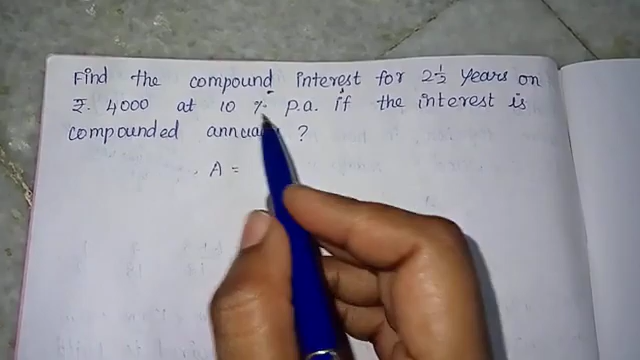 Find the compound interest for 2½ years on
₹. 4000 at 10 % p.a. if the interest is
compounded ?
A =